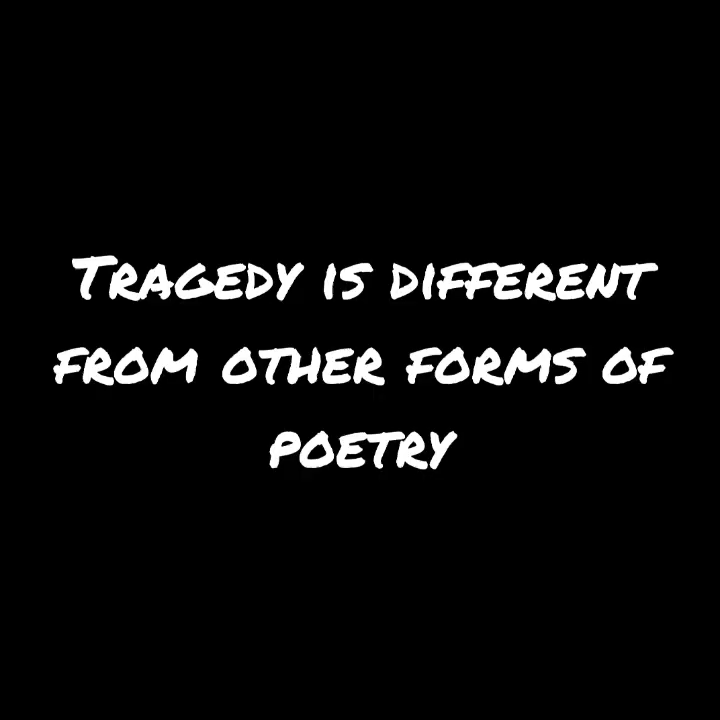 Tragedy is different
from other forms of
poetry